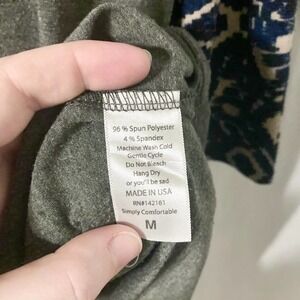 96 % Spun Polyester
4 % Spandex
Machine Wash Cold
Gentle Cycle
Do Not Bleach
Hang Dry
or you'll be sad
MADE IN USA
RN#142181
Simply Comfortable
M